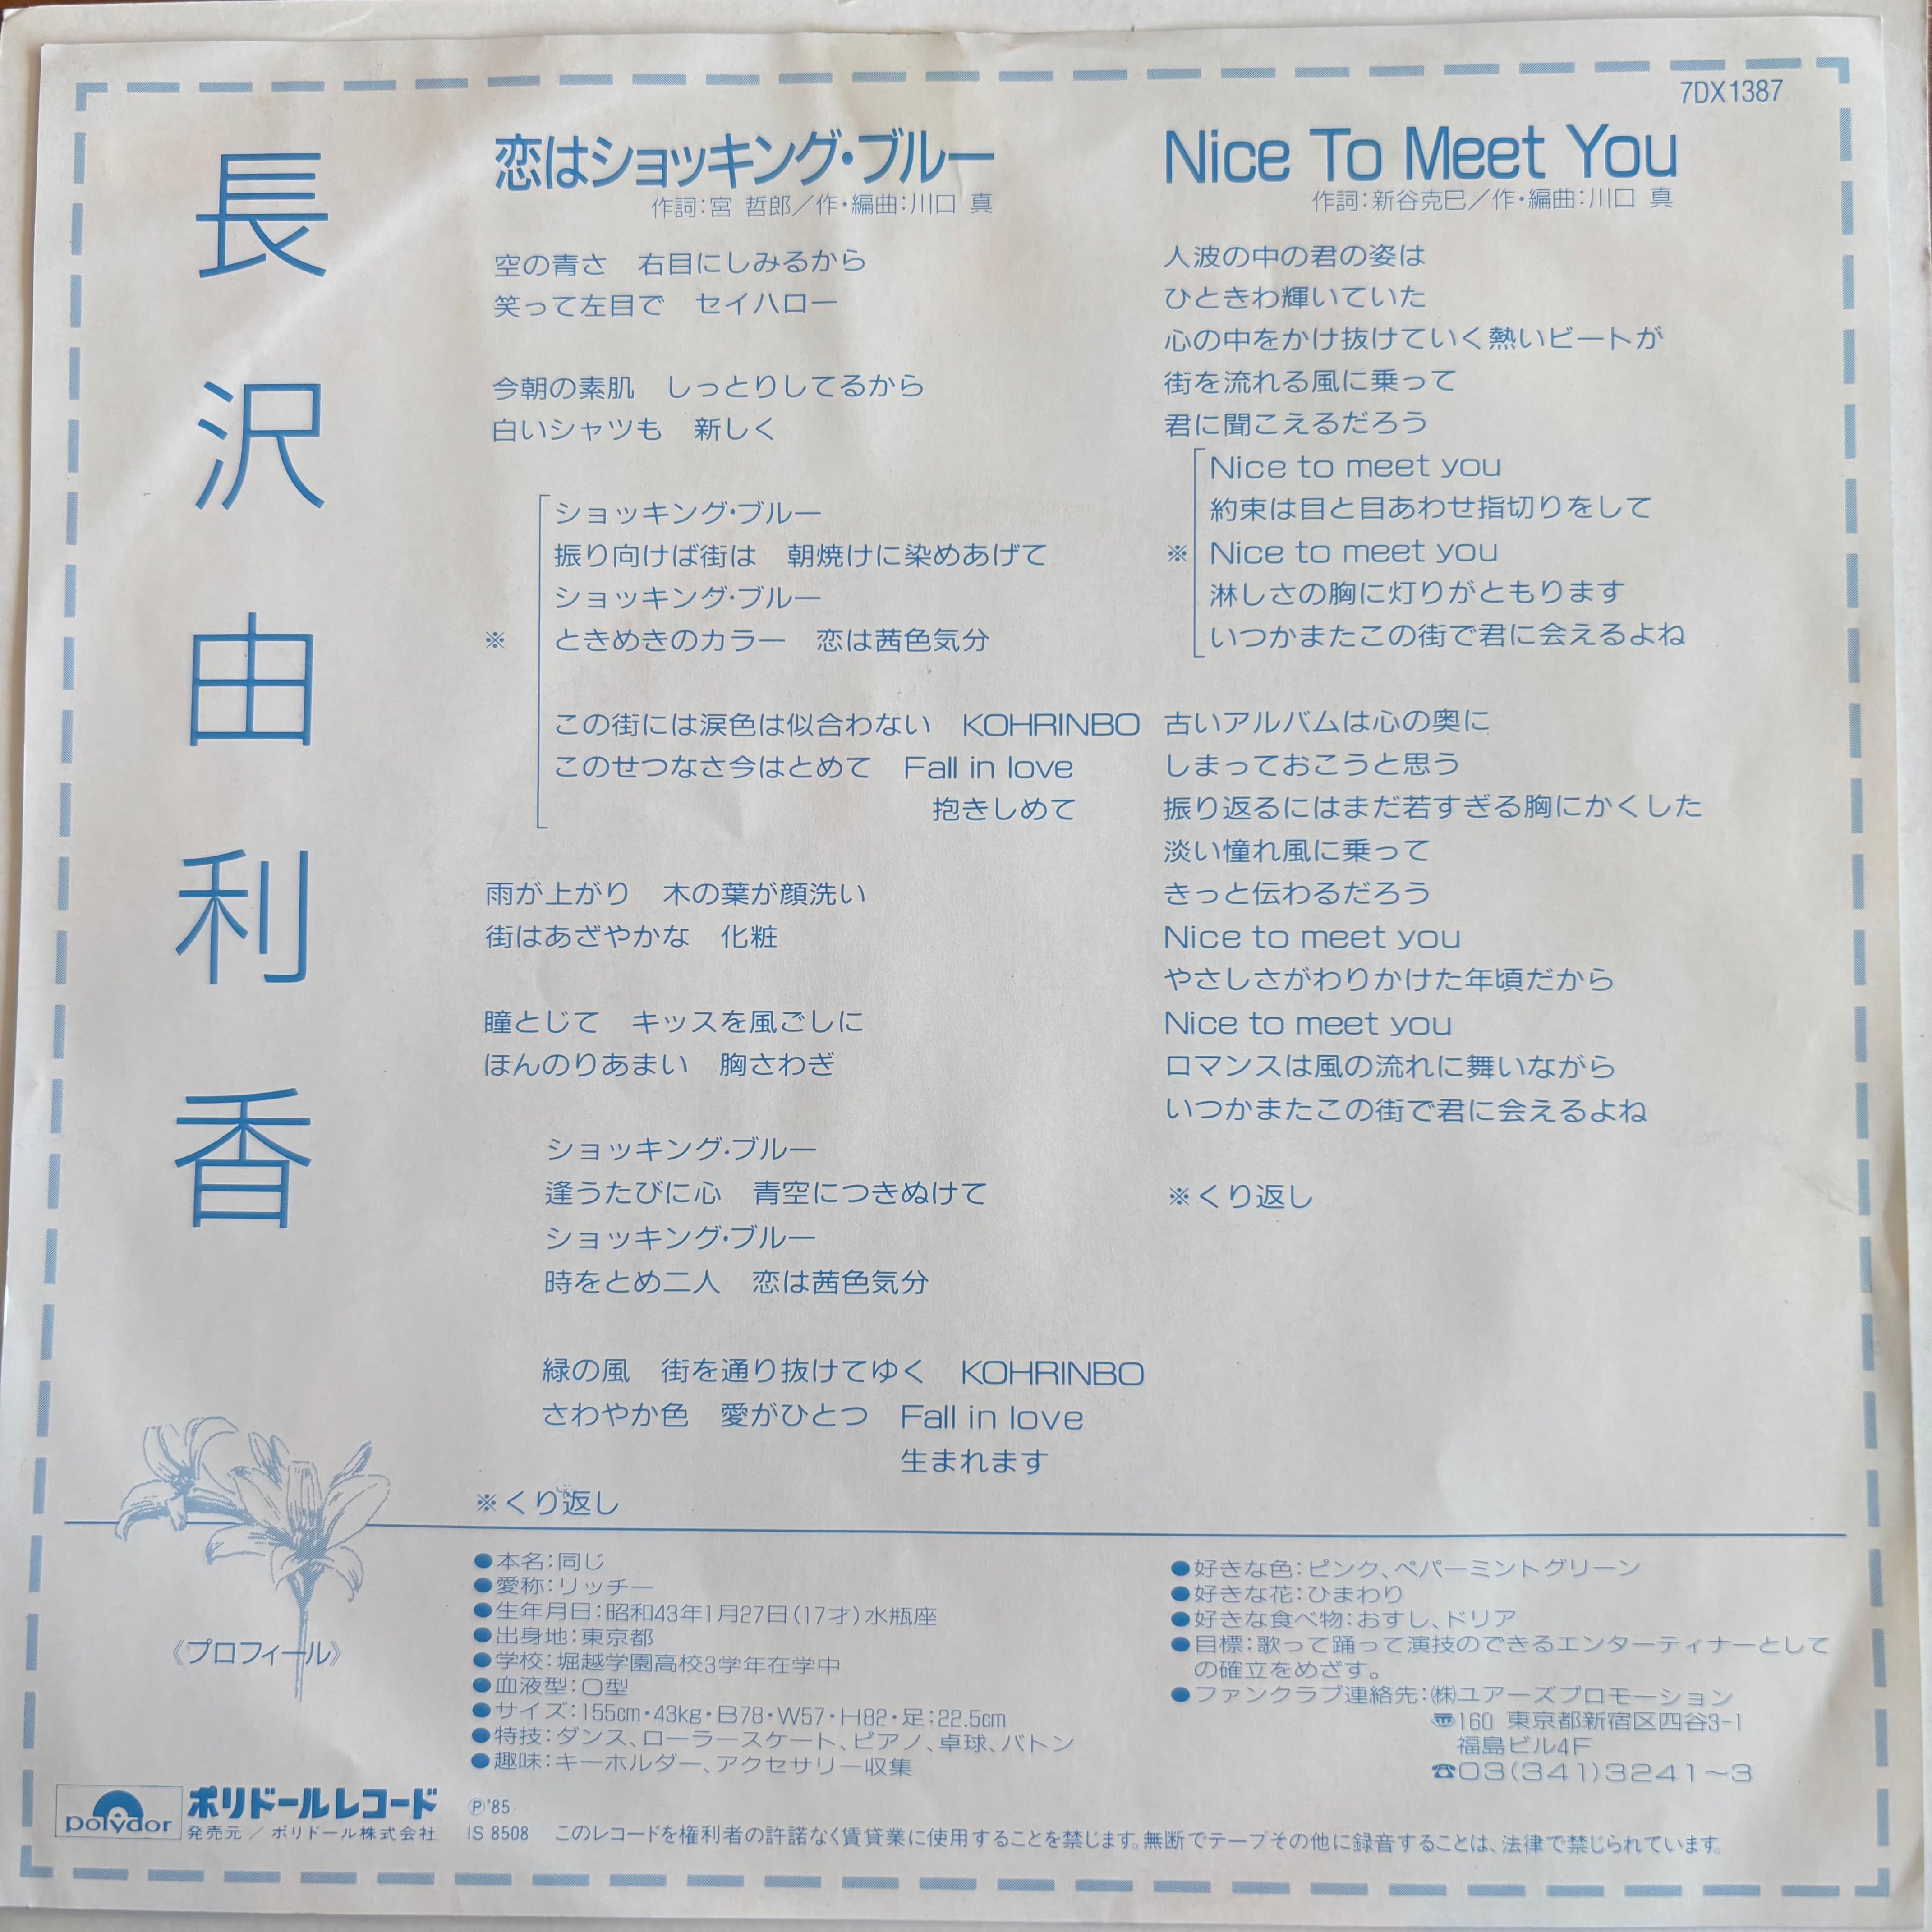 7DX1387
長沢由利香
恋はショッキング・ブルー
作詞:宮 哲郎/作・編曲:川口 真
空の青さ 右目にしみるから
笑って左目で セイハロー
今朝の素肌 しっとりしてるから
白いシャツも 新しく
ショッキング・ブルー
振り向けば街は 朝焼けに染めあげて
ショッキング・ブルー
※ ときめきのカラー 恋は茜色気分
この街には涙色は似合わない KOHRINBO
このせつなさ今はとめて Fall in love
抱きしめて
雨が上がり 木の葉が顔洗い
街はあざやかな 化粧
瞳とじて キッスを風ごしに
ほんのりあまい 胸さわぎ
ショッキング・ブルー
逢うたびに心 青空につきぬけて
ショッキング・ブルー
時をとめ二人 恋は茜色気分
緑の風 街を通り抜けてゆく KOHRINBO
さわやか色 愛がひとつ Fall in love
生まれます
※くり返し
Nice To Meet You
作詞:新谷克巳/作・編曲:川口 真
人波の中の君の姿は
ひときわ輝いていた
心の中をかけ抜けていく熱いビートが
街を流れる風に乗って
君に聞こえるだろう
Nice to meet you
約束は目と目あわせ指切りをして
※ Nice to meet you
淋しさの胸に灯りがともります
いつかまたこの街で君に会えるよね
古いアルバムは心の奥に
しまっておこうと思う
振り返るにはまだ若すぎる胸にかくした
淡い憧れ風に乗って
きっと伝わるだろう
Nice to meet you
やさしさがわりかけた年頃だから
Nice to meet you
ロマンスは風の流れに舞いながら
いつかまたこの街で君に会えるよね
※くり返し
《プロフィール》
●本名:同じ
●愛称:リッチー
●生年月日:昭和43年1月27日(17才)水瓶座
●出身地:東京都
●学校:堀越学園高校3学年在学中
●血液型:O型
●サイズ:155cm・43kg・B78・W57・H82・足:22.5cm
●特技:ダンス、ローラースケート、ピアノ、卓球、バトン
●趣味:キーホルダー、アクセサリー収集
●好きな色:ピンク、ペパーミントグリーン
●好きな花:ひまわり
●好きな食べ物:おすし、ドリア
●目標:歌って踊って演技のできるエンターティナーとして
の確立をめざす。
●ファンクラブ連絡先:㈱ユアーズプロモーション
160 東京都新宿区四谷3-1
福島ビル4F
☎03(341)3241〜3
polydor
ポリドールレコード
発売元/ポリドール株式会社
Ⓟ'85
IS 8508 このレコードを権利者の許諾なく賃貸業に使用することを禁じます。無断でテープその他に録音することは、法律で禁じられています。